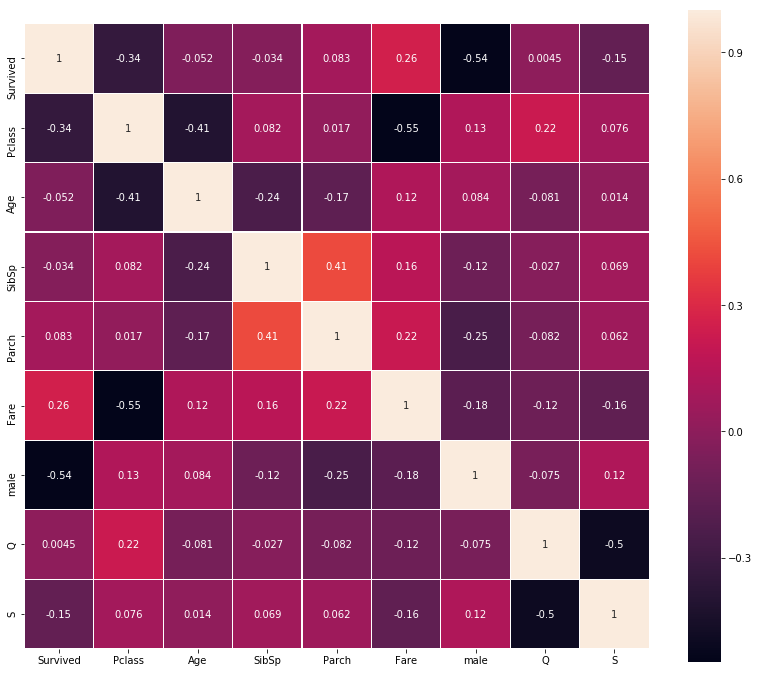 Survived 1 -0.34 -0.052 -0.034 0.083 0.26 -0.54 0.0045 -0.15
Pclass -0.34 1 -0.41 0.082 0.017 -0.55 0.13 0.22 0.076
Age -0.052 -0.41 1 -0.24 -0.17 0.12 0.084 -0.081 0.014
SibSp -0.034 0.082 -0.24 1 0.41 0.16 -0.12 -0.027 0.069
Parch 0.083 0.017 -0.17 0.41 1 0.22 -0.25 -0.082 0.062
Fare 0.26 -0.55 0.12 0.16 0.22 1 -0.18 -0.12 -0.16
male -0.54 0.13 0.084 -0.12 -0.25 -0.18 1 -0.075 0.12
Q 0.0045 0.22 -0.081 -0.027 -0.082 -0.12 -0.075 1 -0.5
S -0.15 0.076 0.014 0.069 0.062 -0.16 0.12 -0.5 1
Survived Pclass Age SibSp Parch Fare male Q S
0.9
0.6
0.3
0.0
-0.3